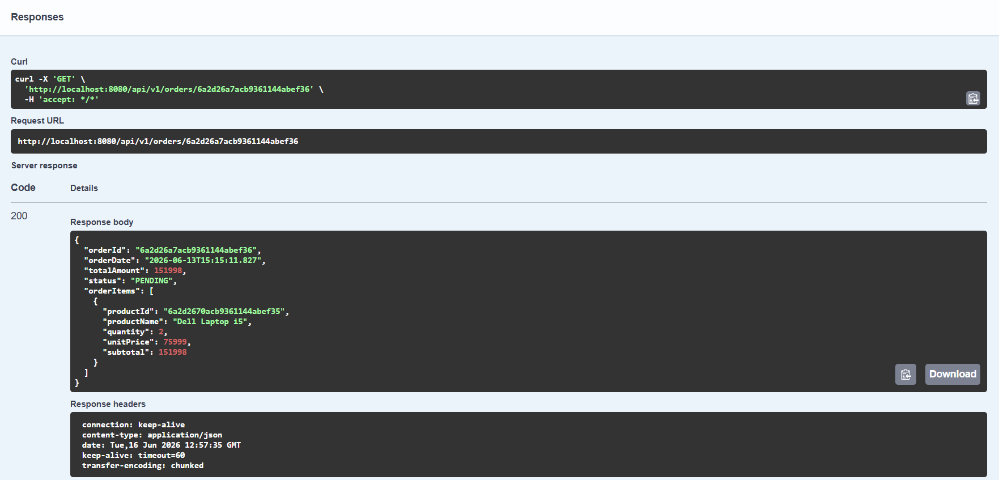 Responses
Curl
curl -X 'GET' \
  'http://localhost:8080/api/v1/orders/6a2d26a7acb9361144abef36' \
  -H 'accept: */*'
Request URL
http://localhost:8080/api/v1/orders/6a2d26a7acb9361144abef36
Server response
Code Details
200
Response body
{
  "orderId": "6a2d26a7acb9361144abef36",
  "orderDate": "2026-06-13T15:15:11.827",
  "totalAmount": 151998,
  "status": "PENDING",
  "orderItems": [
    {
      "productId": "6a2d2670acb9361144abef35",
      "productName": "Dell Laptop i5",
      "quantity": 2,
      "unitPrice": 75999,
      "subtotal": 151998
    }
  ]
}
Download
Response headers
connection: keep-alive
content-type: application/json
date: Tue,16 Jun 2026 12:57:35 GMT
keep-alive: timeout=60
transfer-encoding: chunked